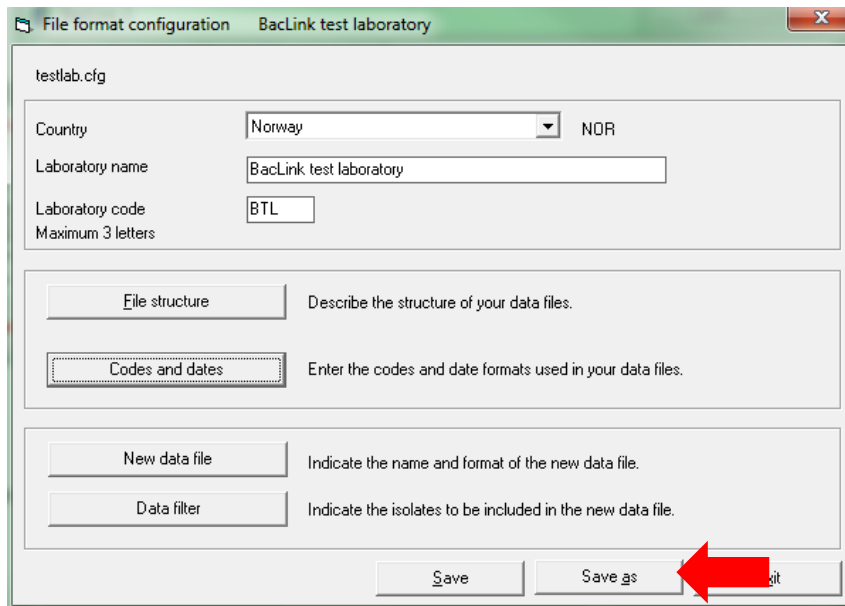 File format configuration BacLink test laboratory
testlab.cfg
Country Norway NOR
Laboratory name BacLink test laboratory
Laboratory code BTL
Maximum 3 letters
File structure Describe the structure of your data files.
Codes and dates Enter the codes and date formats used in your data files.
New data file Indicate the name and format of the new data file.
Data filter Indicate the isolates to be included in the new data file.
Save Save as